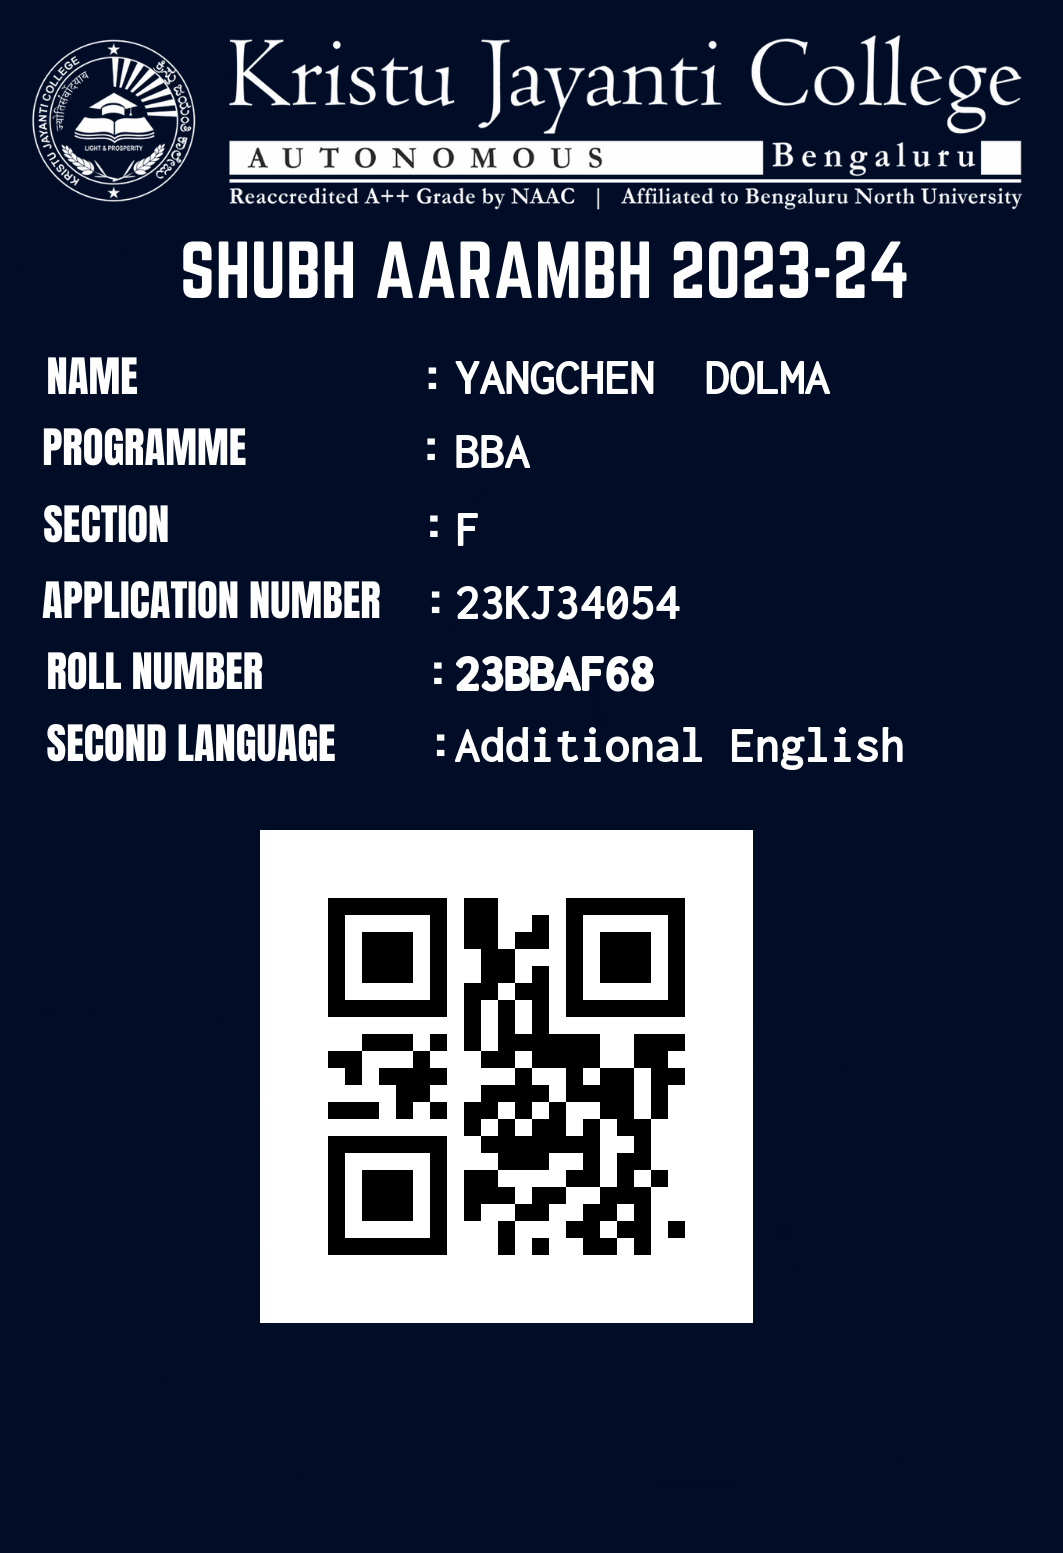 Kristu Jayanti College
AUTONOMOUS Bengaluru
Reaccredited A++ Grade by NAAC | Affiliated to Bengaluru North University
KRISTU JAYANTI COLLEGE
LIGHT & PROSPERITY
SHUBH AARAMBH 2023-24
NAME : YANGCHEN DOLMA
PROGRAMME : BBA
SECTION : F
APPLICATION NUMBER : 23KJ34054
ROLL NUMBER : 23BBAF68
SECOND LANGUAGE : Additional English